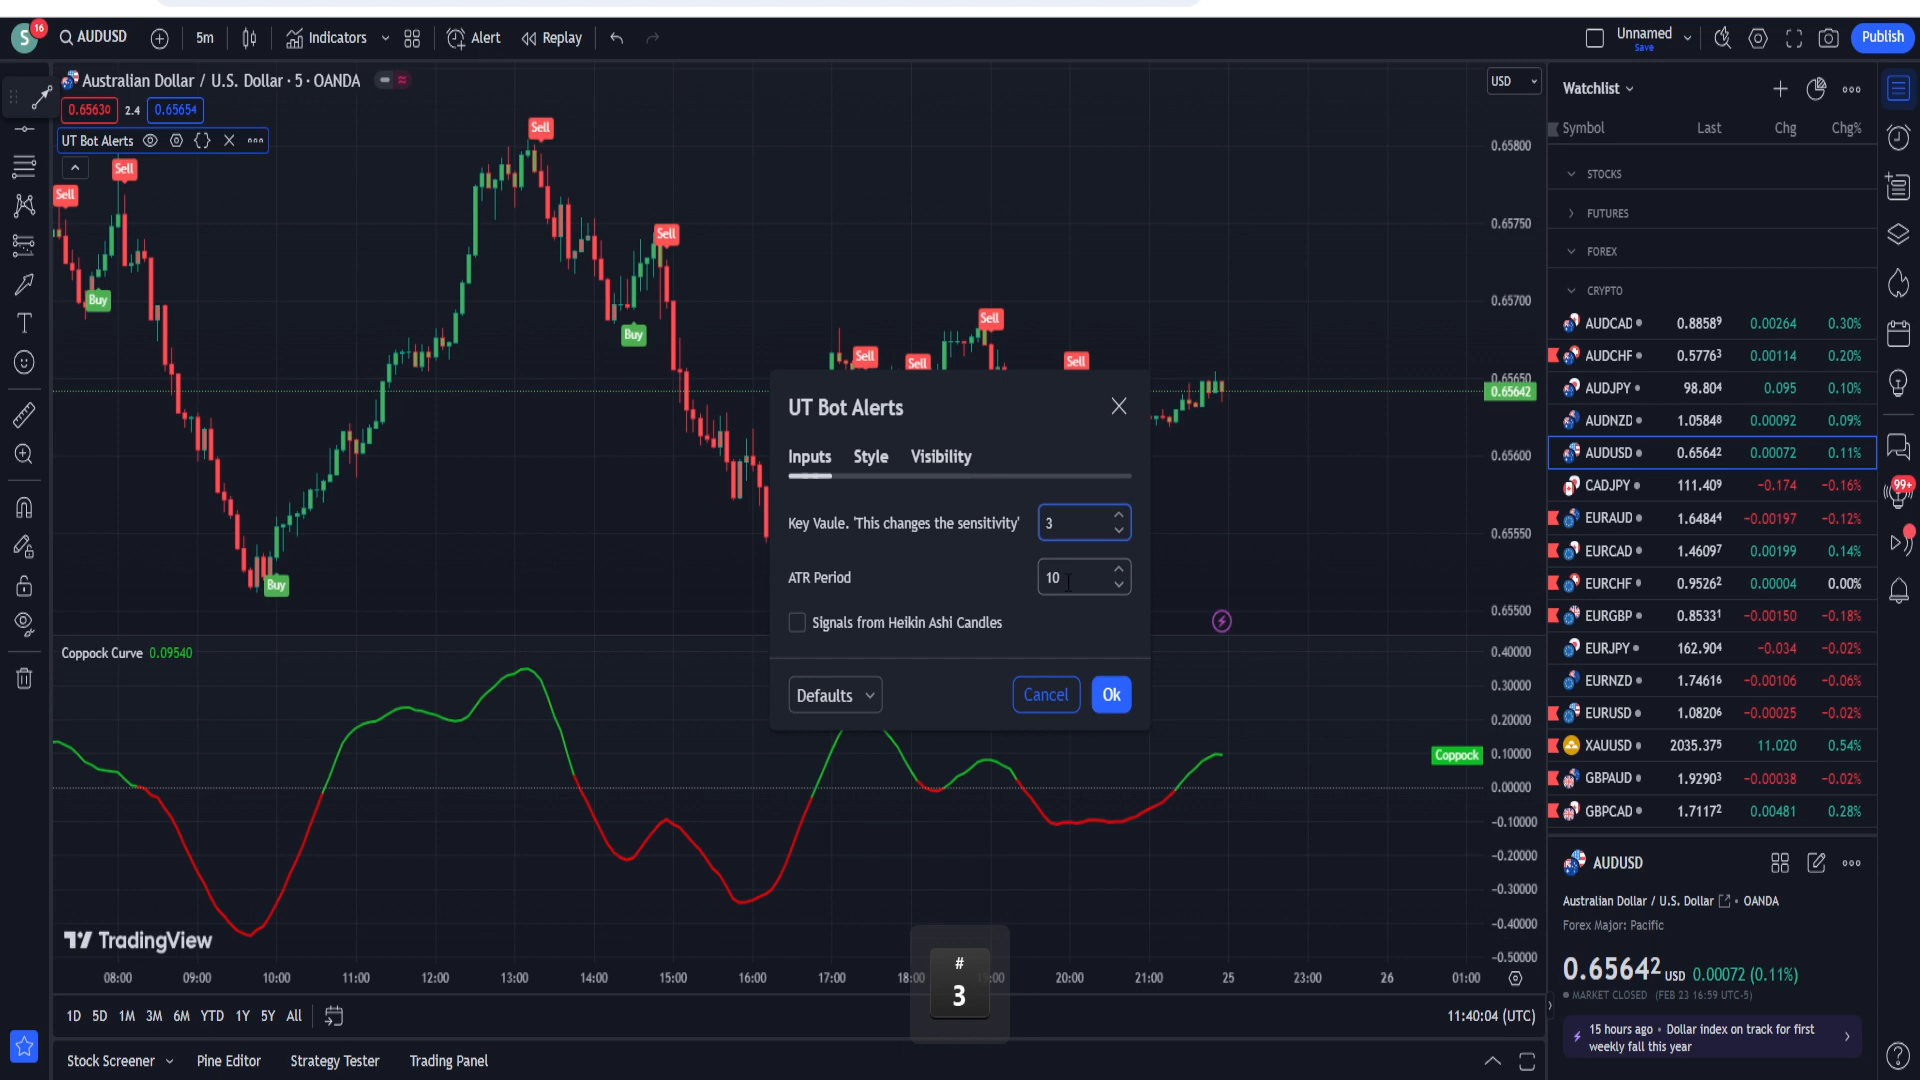 S
16
AUDUSD
5m
Indicators
Alert
Replay
Unnamed
Save
Publish
Australian Dollar / U.S. Dollar · 5 · OANDA
0.65630
2.4
0.65654
UT Bot Alerts
USD
Sell
Sell
Sell
Sell
Sell
Sell
Sell
Sell
Buy
Buy
Buy
0.65800
0.65750
0.65700
0.65650
0.65642
0.65600
0.65550
0.65500
UT Bot Alerts
Inputs Style Visibility
Key Vaule. 'This changes the sensitivity'
3
ATR Period
10
Signals from Heikin Ashi Candles
Defaults
Cancel
Ok
Coppock Curve 0.09540
0.40000
0.30000
0.20000
Coppock
0.10000
0.00000
-0.10000
-0.20000
-0.30000
-0.40000
-0.50000
TradingView
08:00 09:00 10:00 11:00 12:00 13:00 14:00 15:00 16:00 17:00 18:00 19:00 20:00 21:00 25 23:00 26 01:00
#
3
1D 5D 1M 3M 6M YTD 1Y 5Y All
11:40:04 (UTC)
Stock Screener
Pine Editor
Strategy Tester
Trading Panel
Watchlist
Symbol Last Chg Chg%
STOCKS
FUTURES
FOREX
CRYPTO
AUDCAD 0.88589 0.00264 0.30%
AUDCHF 0.57763 0.00114 0.20%
AUDJPY 98.804 0.095 0.10%
AUDNZD 1.05848 0.00092 0.09%
AUDUSD 0.65642 0.00072 0.11%
CADJPY 111.409 -0.174 -0.16%
EURAUD 1.64844 -0.00197 -0.12%
EURCAD 1.46097 0.00199 0.14%
EURCHF 0.95262 0.00004 0.00%
EURGBP 0.85331 -0.00150 -0.18%
EURJPY 162.904 -0.034 -0.02%
EURNZD 1.74616 -0.00106 -0.06%
EURUSD 1.08206 -0.00025 -0.02%
XAUUSD 2035.375 11.020 0.54%
GBPAUD 1.92903 -0.00038 -0.02%
GBPCAD 1.71172 0.00481 0.28%
AUDUSD
Australian Dollar / U.S. Dollar • OANDA
Forex Major: Pacific
0.65642 USD 0.00072 (0.11%)
MARKET CLOSED (FEB 23 16:59 UTC-5)
15 hours ago • Dollar index on track for first
weekly fall this year
99+